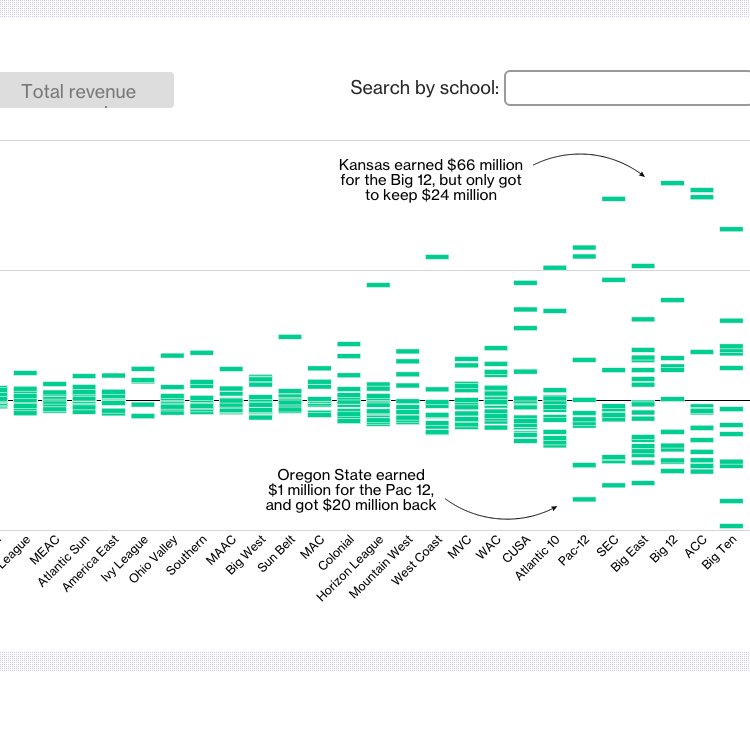 Total revenue
Search by school:
Kansas earned $66 million
for the Big 12, but only got
to keep $24 million
Oregon State earned
$1 million for the Pac 12,
and got $20 million back
League
MEAC
Atlantic Sun
America East
Ivy League
Ohio Valley
Southern
MAAC
Big West
Sun Belt
MAC
Colonial
Horizon League
Mountain West
West Coast
MVC
WAC
CUSA
Atlantic 10
Pac-12
SEC
Big East
Big 12
ACC
Big Ten